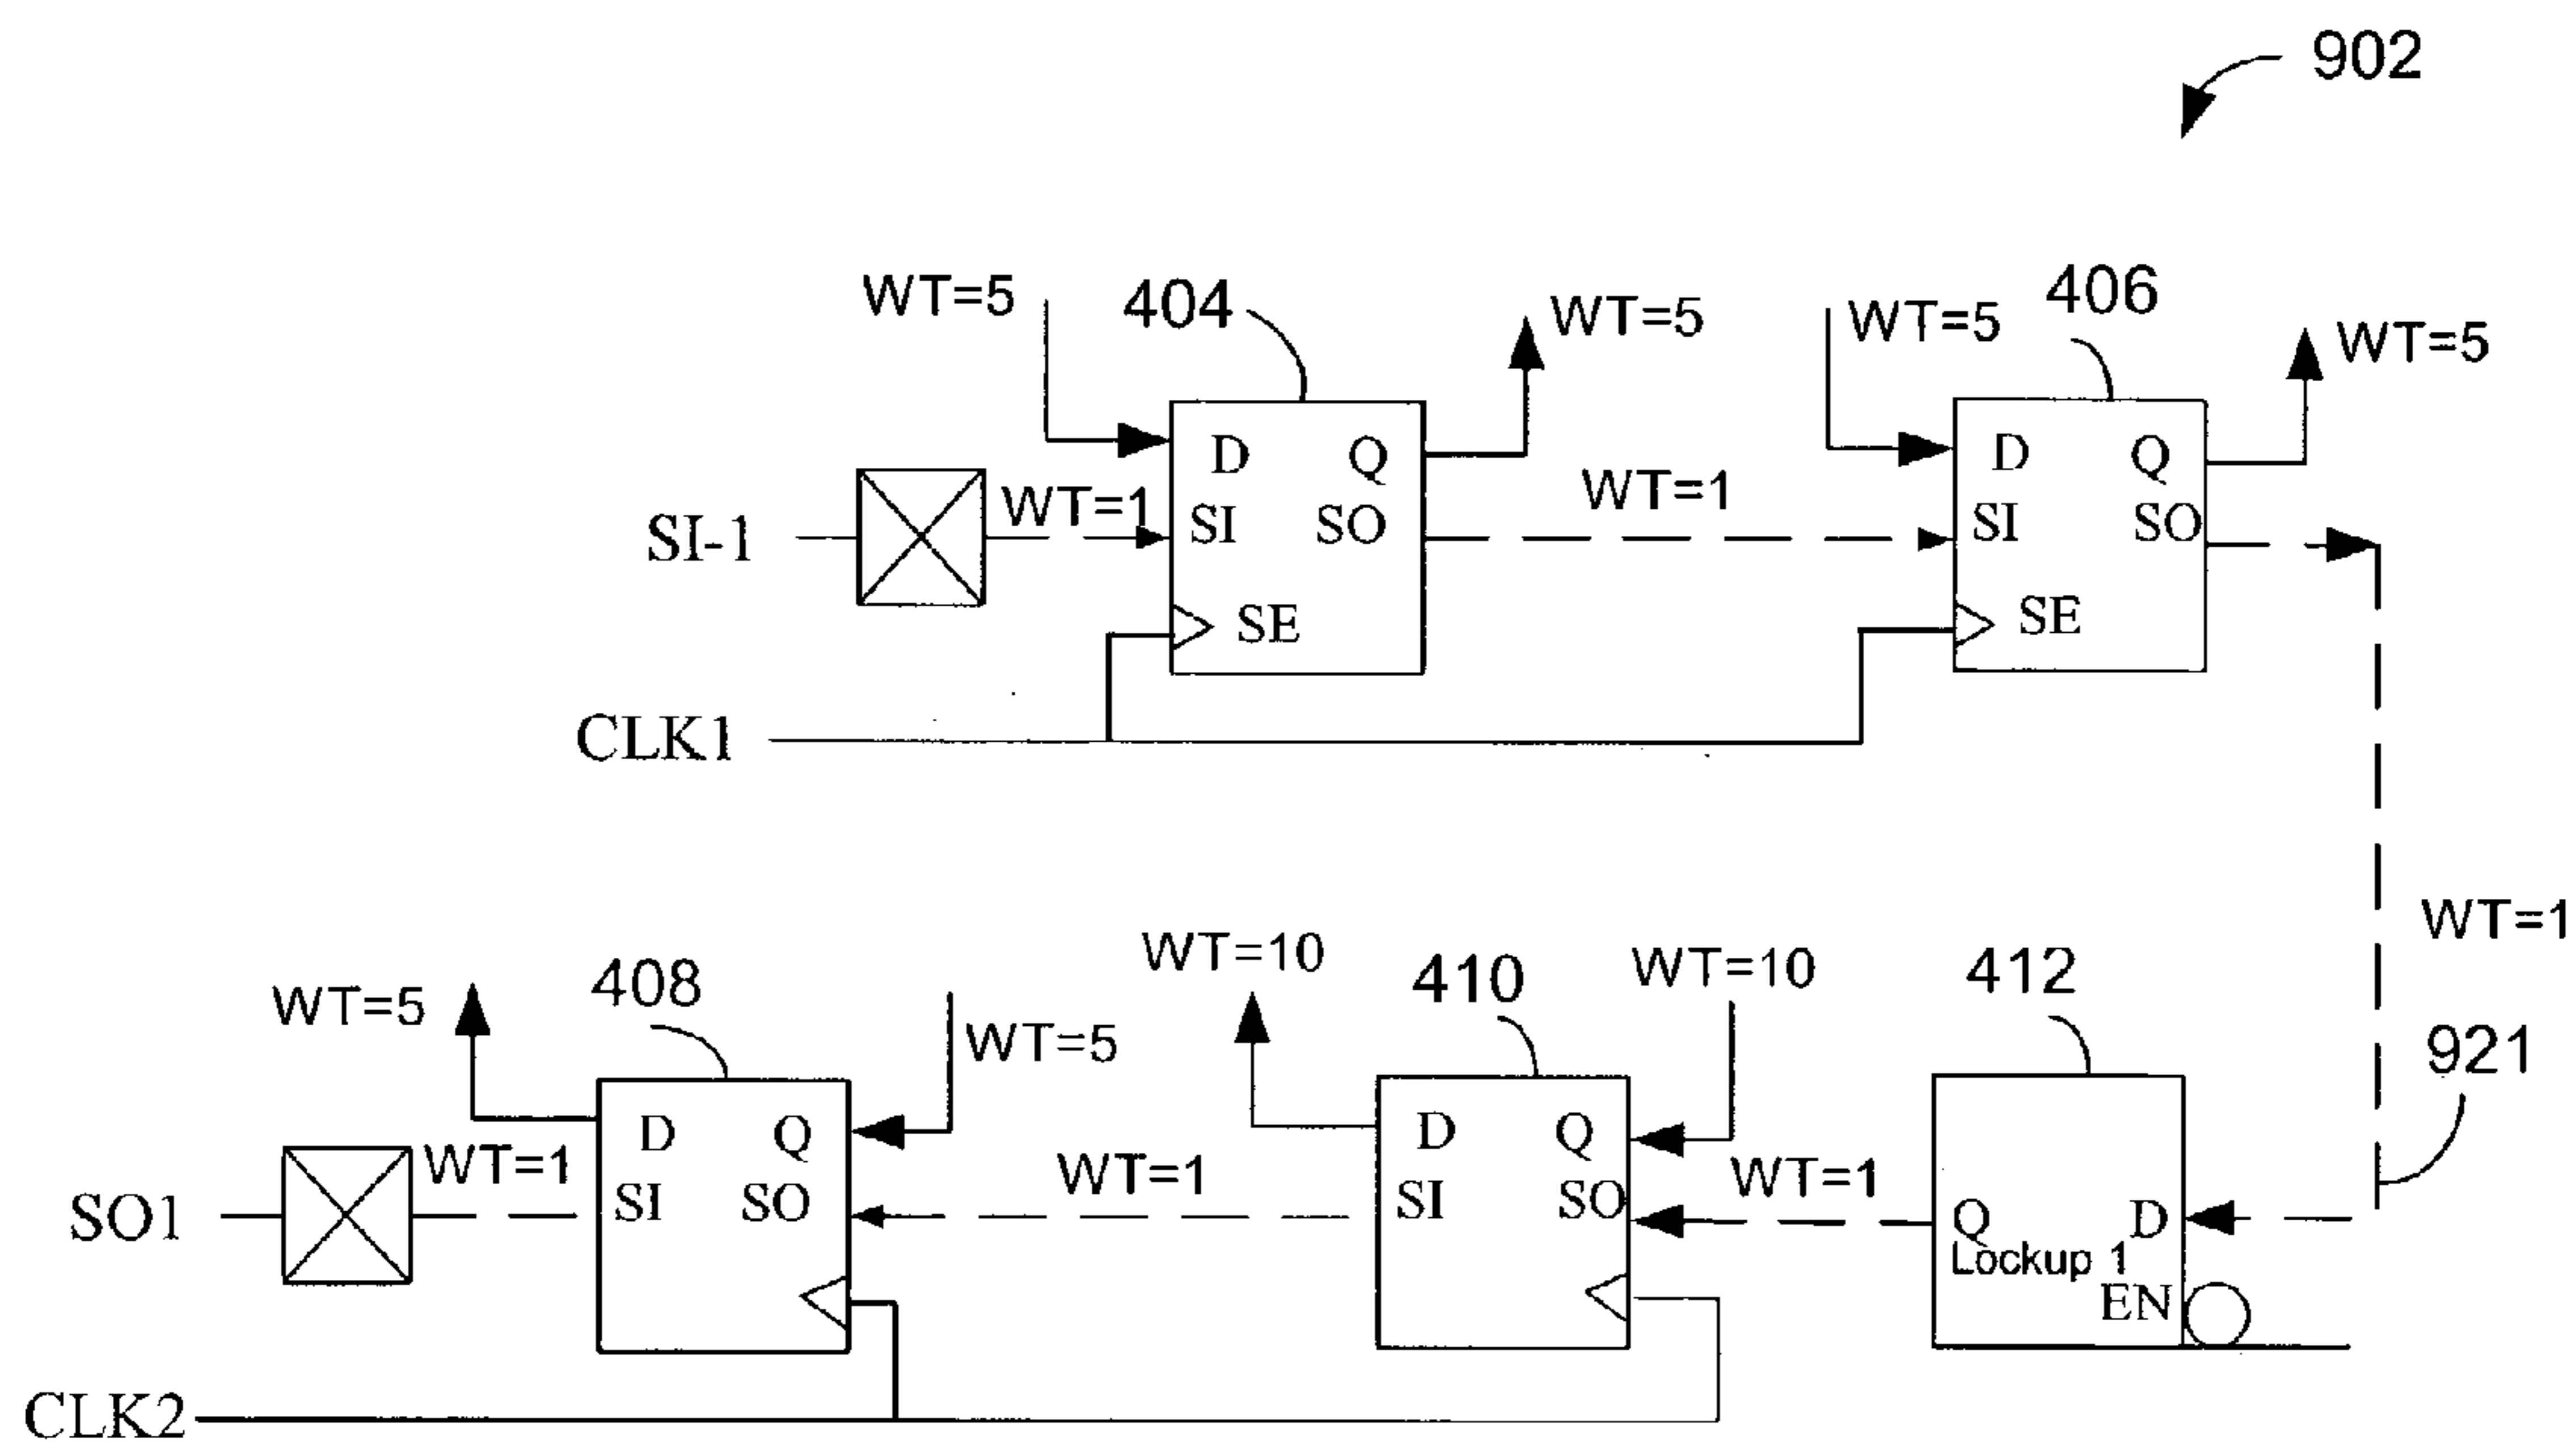 902
WT=5
404
WT=5
WT=5
406
WT=5
D
Q
D
Q
SI-1
WT=1
SI
SO
WT=1
SI
SO
SE
SE
CLK1
WT=1
WT=5
408
WT=5
WT=10
410
WT=10
412
921
D
Q
D
Q
SO1
WT=1
SI
SO
WT=1
SI
SO
WT=1
Q
D
Lockup 1
EN
CLK2